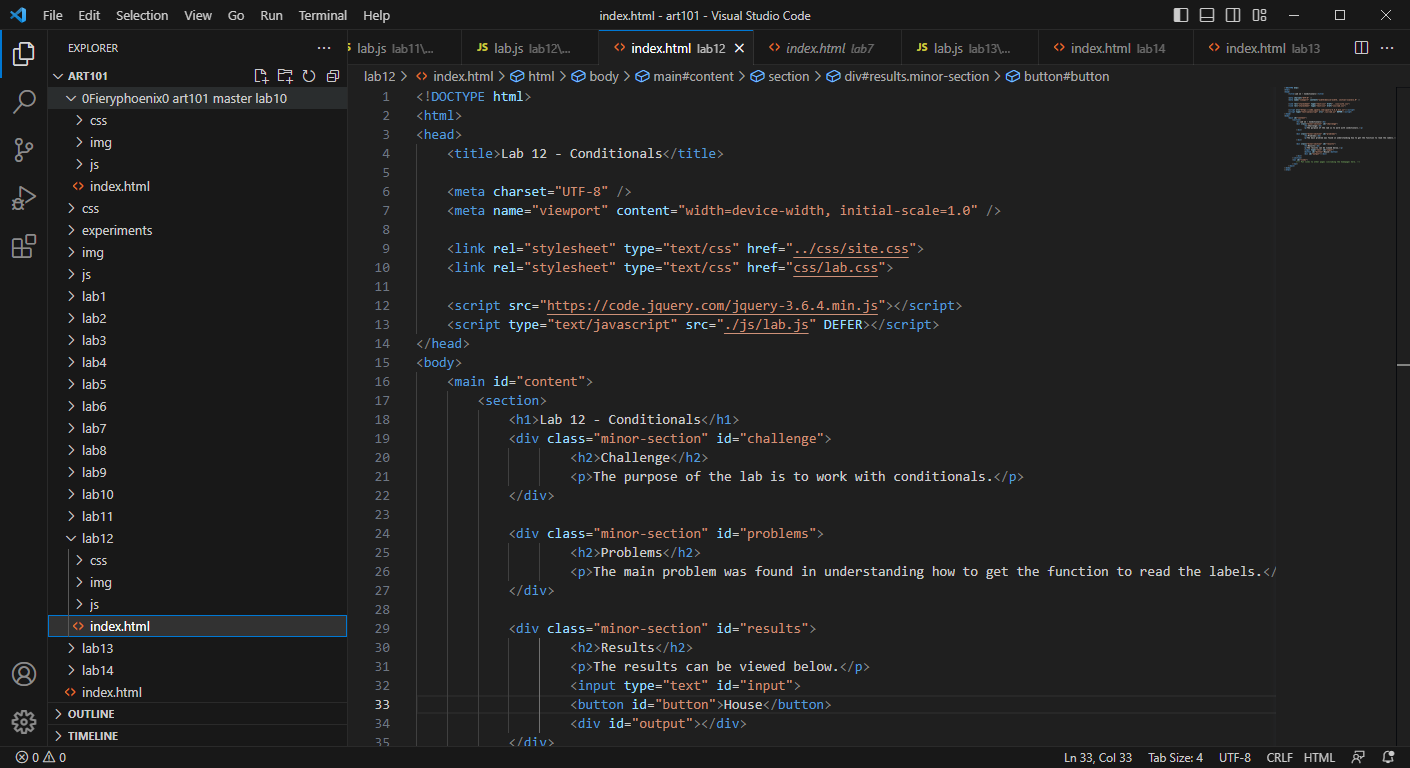 File Edit Selection View Go Run Terminal Help
index.html - art101 - Visual Studio Code
EXPLORER
lab.js lab11\...
JS lab.js lab12\...
index.html lab12
index.html lab7
JS lab.js lab13\...
index.html lab14
index.html lab13
ART101
0Fieryphoenix0 art101 master lab10
css
img
js
index.html
css
experiments
img
js
lab1
lab2
lab3
lab4
lab5
lab6
lab7
lab8
lab9
lab10
lab11
lab12
css
img
js
index.html
lab13
lab14
index.html
OUTLINE
TIMELINE
lab12 > index.html > html > body > main#content > section > div#results.minor-section > button#button
1 <!DOCTYPE html>
2 <html>
3 <head>
4 <title>Lab 12 - Conditionals</title>
5
6 <meta charset="UTF-8" />
7 <meta name="viewport" content="width=device-width, initial-scale=1.0" />
8
9 <link rel="stylesheet" type="text/css" href="../css/site.css">
10 <link rel="stylesheet" type="text/css" href="css/lab.css">
11
12 <script src="https://code.jquery.com/jquery-3.6.4.min.js"></script>
13 <script type="text/javascript" src="./js/lab.js" DEFER></script>
14 </head>
15 <body>
16 <main id="content">
17 <section>
18 <h1>Lab 12 - Conditionals</h1>
19 <div class="minor-section" id="challenge">
20 <h2>Challenge</h2>
21 <p>The purpose of the lab is to work with conditionals.</p>
22 </div>
23
24 <div class="minor-section" id="problems">
25 <h2>Problems</h2>
26 <p>The main problem was found in understanding how to get the function to read the labels.</
27 </div>
28
29 <div class="minor-section" id="results">
30 <h2>Results</h2>
31 <p>The results can be viewed below.</p>
32 <input type="text" id="input">
33 <button id="button">House</button>
34 <div id="output"></div>
35 </div>
0 0
Ln 33, Col 33 Tab Size: 4 UTF-8 CRLF HTML